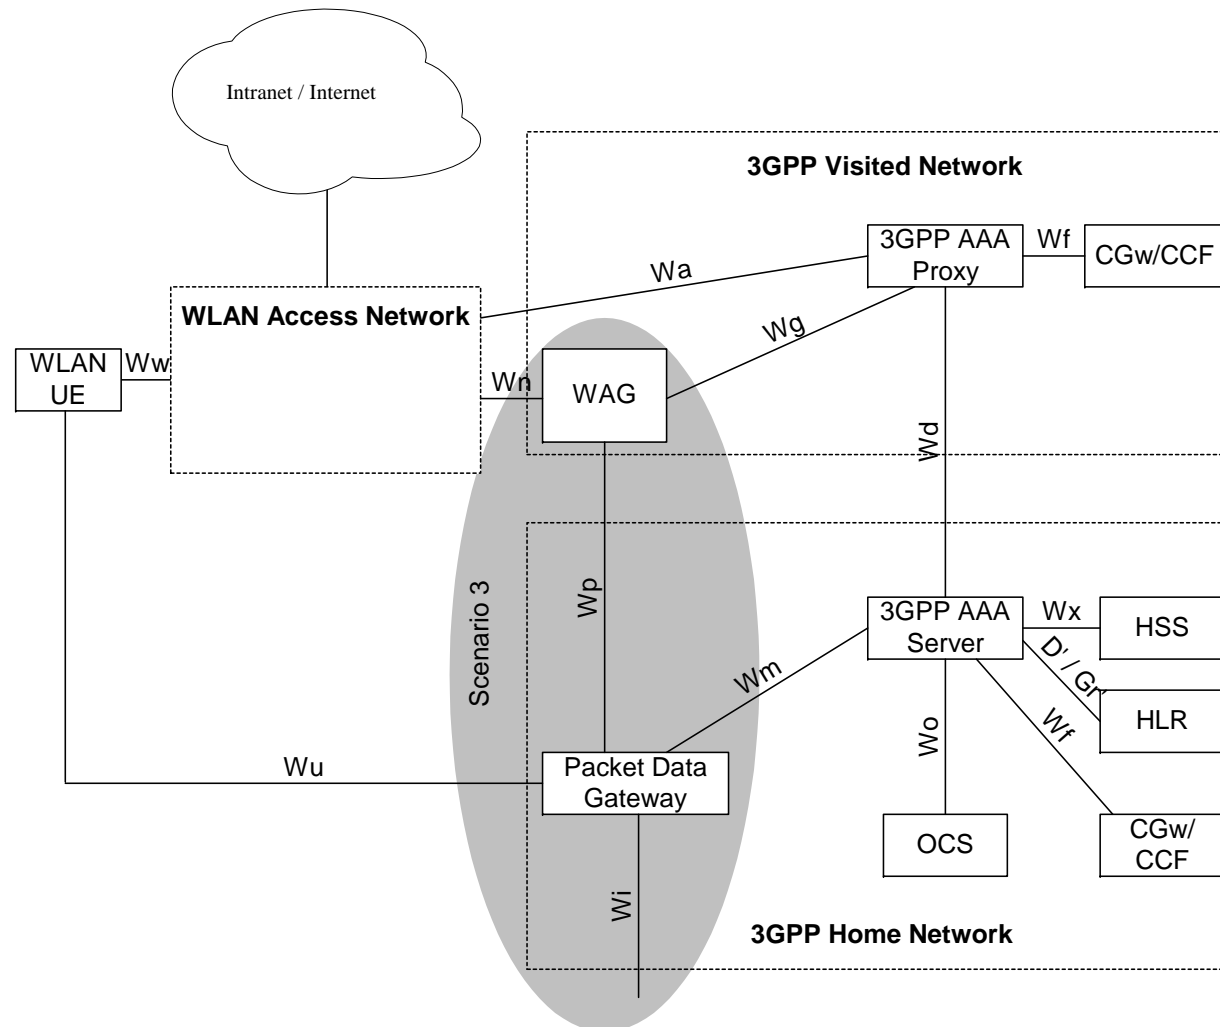 Intranet / Internet
3GPP Visited Network
3GPP AAA
Proxy
Wf
CGw/CCF
Wa
WLAN Access Network
Wg
WLAN
UE
Ww
Wn
WAG
Wd
Scenario 3
Wp
3GPP AAA
Server
Wx
HSS
D' / Gr'
HLR
Wm
Wo
Wf
Wu
Packet Data
Gateway
OCS
CGw/
CCF
Wi
3GPP Home Network